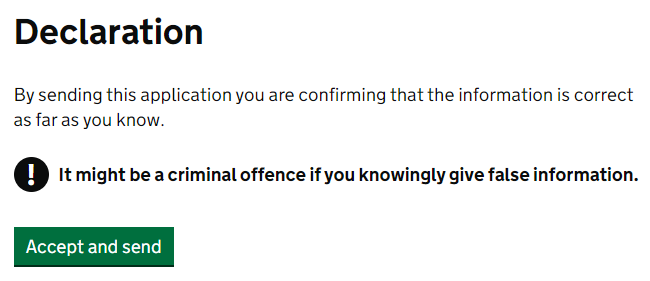 Declaration
By sending this application you are confirming that the information is correct
as far as you know.
! It might be a criminal offence if you knowingly give false information.
Accept and send